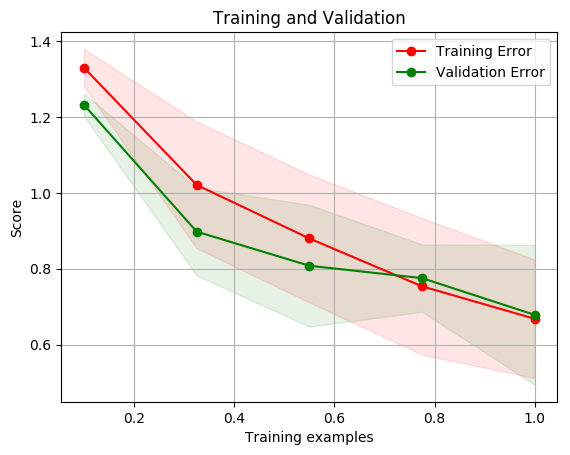 Training and Validation
Training Error
Validation Error
Score
1.4
1.2
1.0
0.8
0.6
0.2
0.4
0.6
0.8
1.0
Training examples